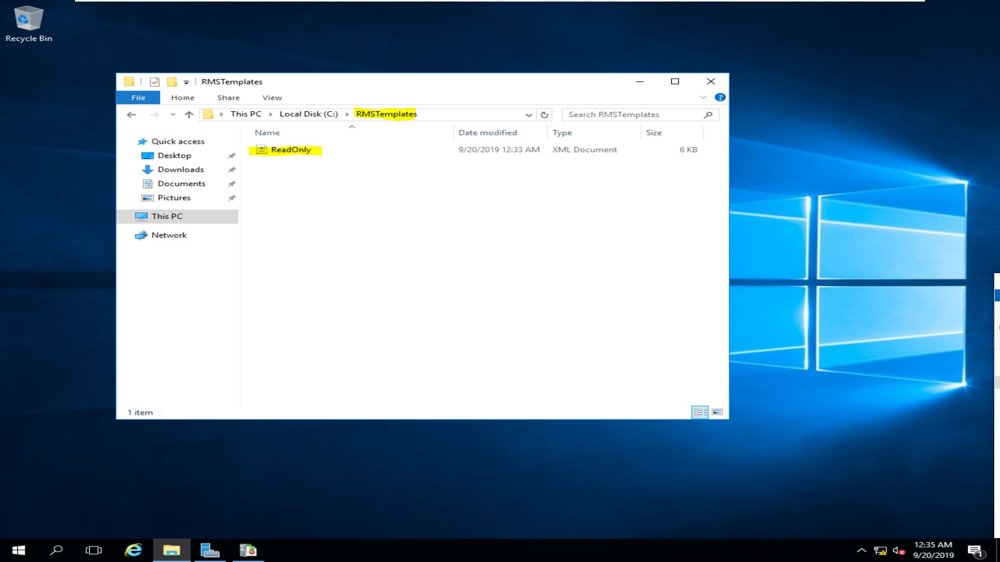 Recycle Bin
RMSTemplates
File Home Share View
This PC Local Disk (C:) RMSTemplates
Search RMSTemplates
Name Date modified Type Size
Quick access
ReadOnly 9/20/2019 12:33 AM XML Document 6 KB
Desktop
Downloads
Documents
Pictures
This PC
Network
1 item
12:35 AM
9/20/2019
1